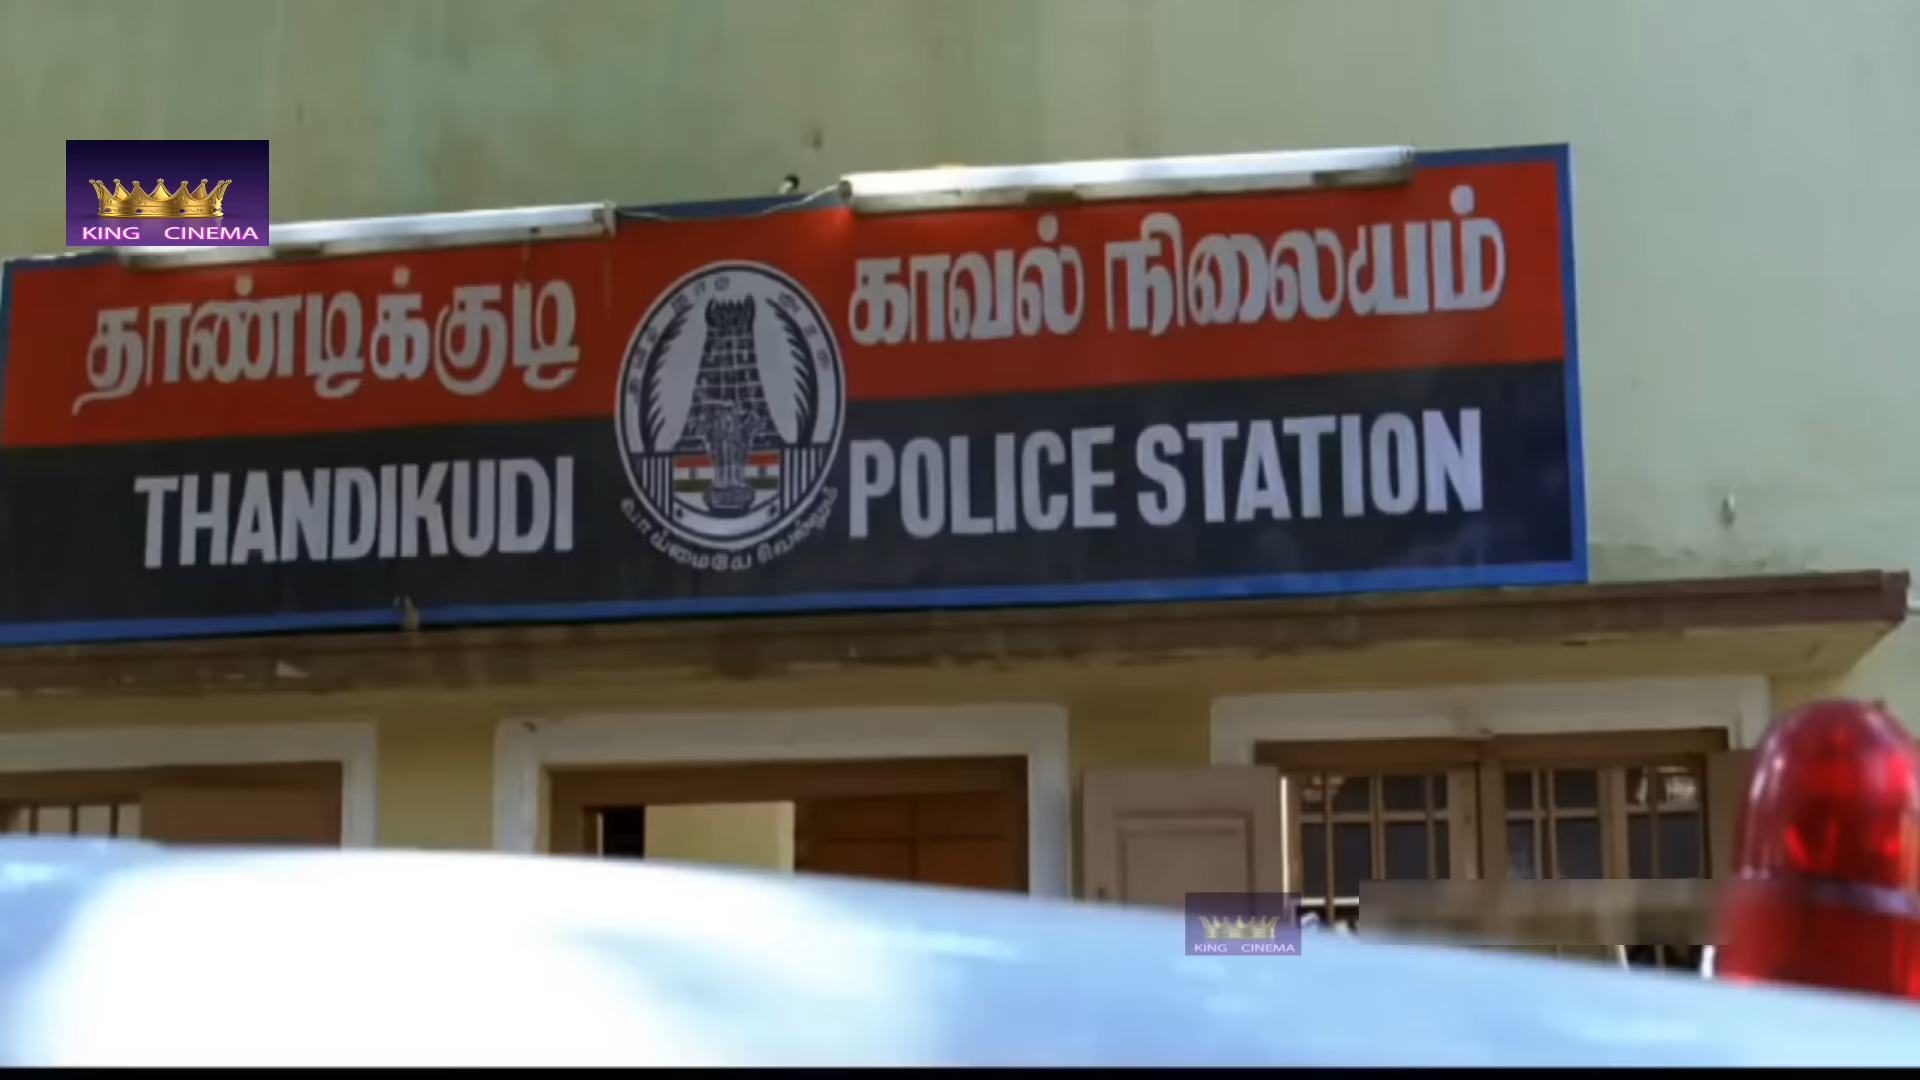 KING CINEMA
தாண்டிக்குடி காவல் நிலையம்
THANDIKUDI POLICE STATION
வாய்மையே வெல்லும்
KING CINEMA